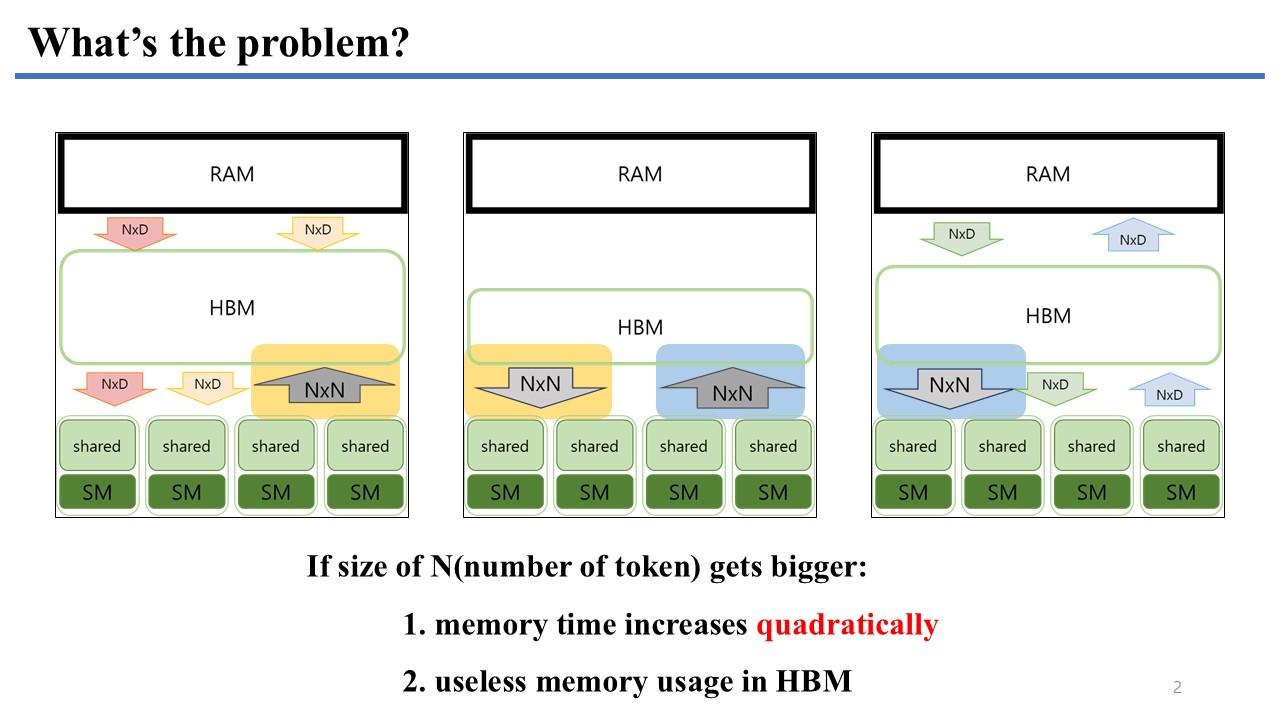 What’s the problem?
RAM
NxD NxD
HBM
NxD NxD NxN
shared shared shared shared
SM SM SM SM
RAM
HBM
NxN NxN
shared shared shared shared
SM SM SM SM
RAM
NxD NxD
HBM
NxN NxD NxD
shared shared shared shared
SM SM SM SM
If size of N(number of token) gets bigger:
1. memory time increases quadratically
2. useless memory usage in HBM
2